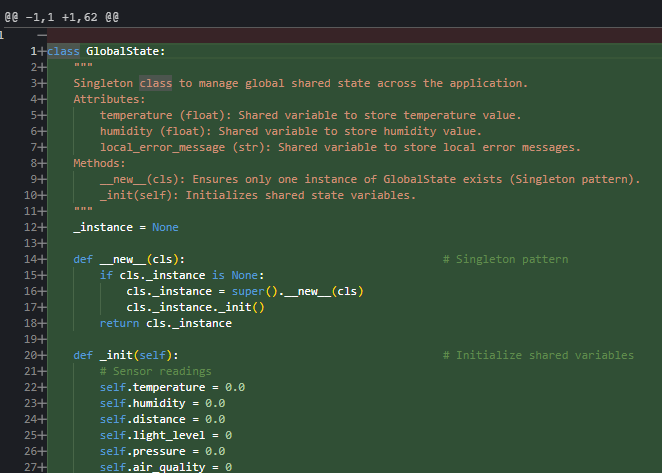 @@ -1,1 +1,62 @@
1 —
1+class GlobalState:
2+    """
3+    Singleton class to manage global shared state across the application.
4+    Attributes:
5+        temperature (float): Shared variable to store temperature value.
6+        humidity (float): Shared variable to store humidity value.
7+        local_error_message (str): Shared variable to store local error messages.
8+    Methods:
9+        __new__(cls): Ensures only one instance of GlobalState exists (Singleton pattern).
10+        _init(self): Initializes shared state variables.
11+    """
12+    _instance = None
13+
14+    def __new__(cls):                                       # Singleton pattern
15+        if cls._instance is None:
16+            cls._instance = super().__new__(cls)
17+            cls._instance._init()
18+        return cls._instance
19+
20+    def _init(self):                                        # Initialize shared variables
21+        # Sensor readings
22+        self.temperature = 0.0
23+        self.humidity = 0.0
24+        self.distance = 0.0
25+        self.light_level = 0
26+        self.pressure = 0.0
27+        self.air_quality = 0